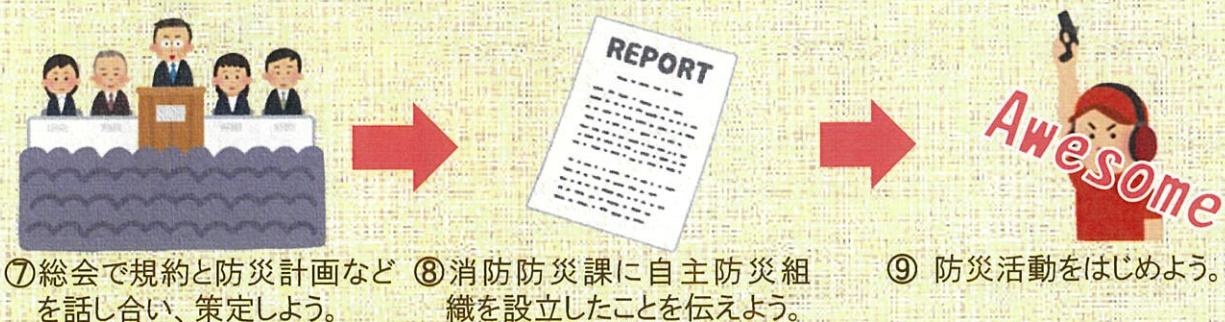 REPORT
Awesome
⑦総会で規約と防災計画など
を話し合い、策定しよう。
⑧消防防災課に自主防災組
織を設立したことを伝えよう。
⑨ 防災活動をはじめよう。